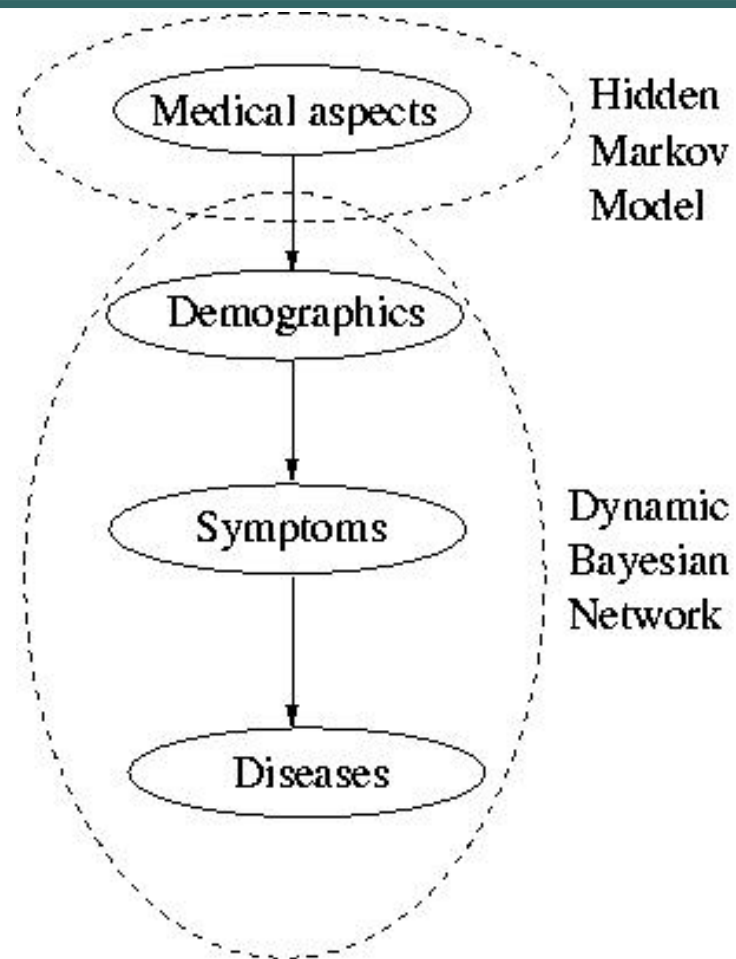 Medical aspects
Hidden
Markov
Model
Demographics
Symptoms
Dynamic
Bayesian
Network
Diseases